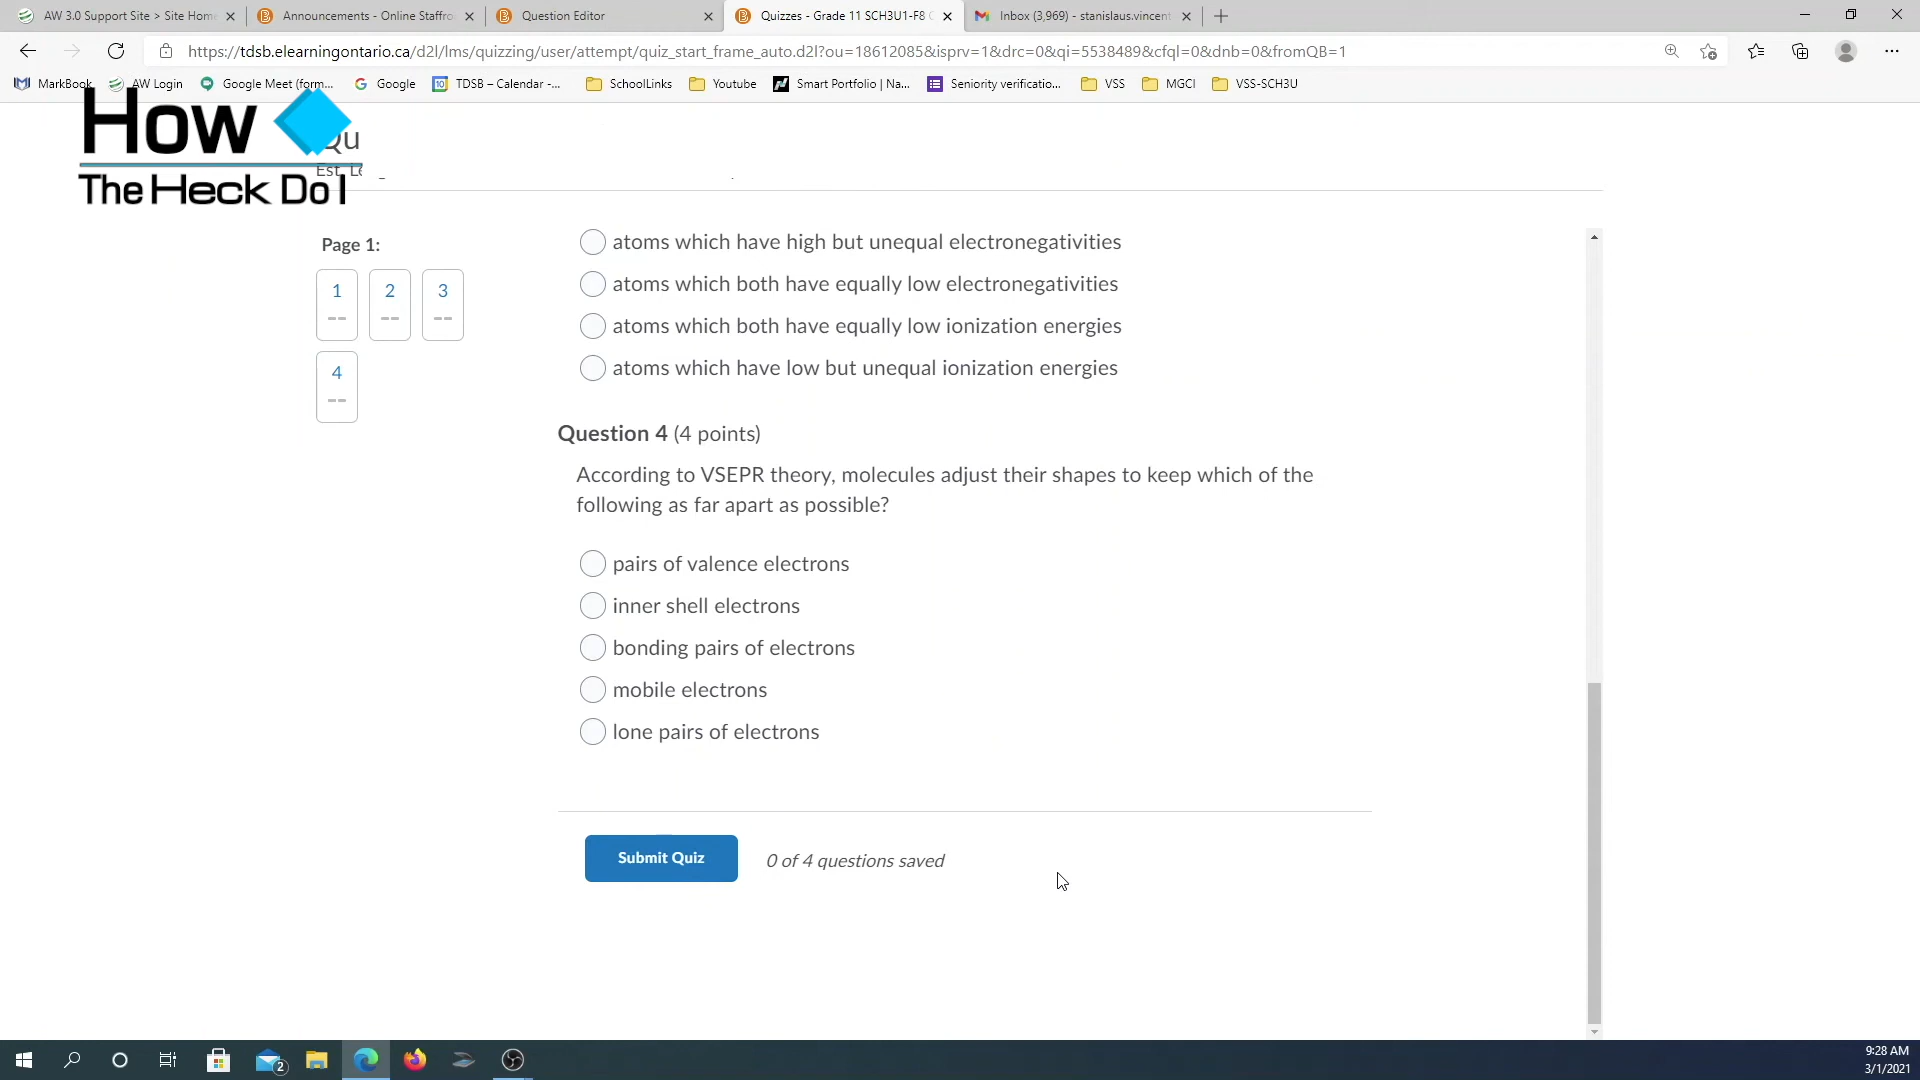 AW 3.0 Support Site > Site Home
Announcements - Online Staffro
Question Editor
Quizzes - Grade 11 SCH3U1-F8 C
Inbox (3,969) - stanislaus.vincent
https://tdsb.elearningontario.ca/d2l/lms/quizzing/user/attempt/quiz_start_frame_auto.d2l?ou=18612085&isprv=1&drc=0&qi=5538489&cfql=0&dnb=0&fromQB=1
MarkBook
AW Login
Google Meet (form...
Google
TDSB – Calendar -...
SchoolLinks
Youtube
Smart Portfolio | Na...
Seniority verificatio...
VSS
MGCI
VSS-SCH3U
How
The Heck Do I
Qu
Est. Le
Page 1:
1
--
2
--
3
--
4
--
atoms which have high but unequal electronegativities
atoms which both have equally low electronegativities
atoms which both have equally low ionization energies
atoms which have low but unequal ionization energies
Question 4 (4 points)
According to VSEPR theory, molecules adjust their shapes to keep which of the
following as far apart as possible?
pairs of valence electrons
inner shell electrons
bonding pairs of electrons
mobile electrons
lone pairs of electrons
Submit Quiz
0 of 4 questions saved
2
9:28 AM
3/1/2021